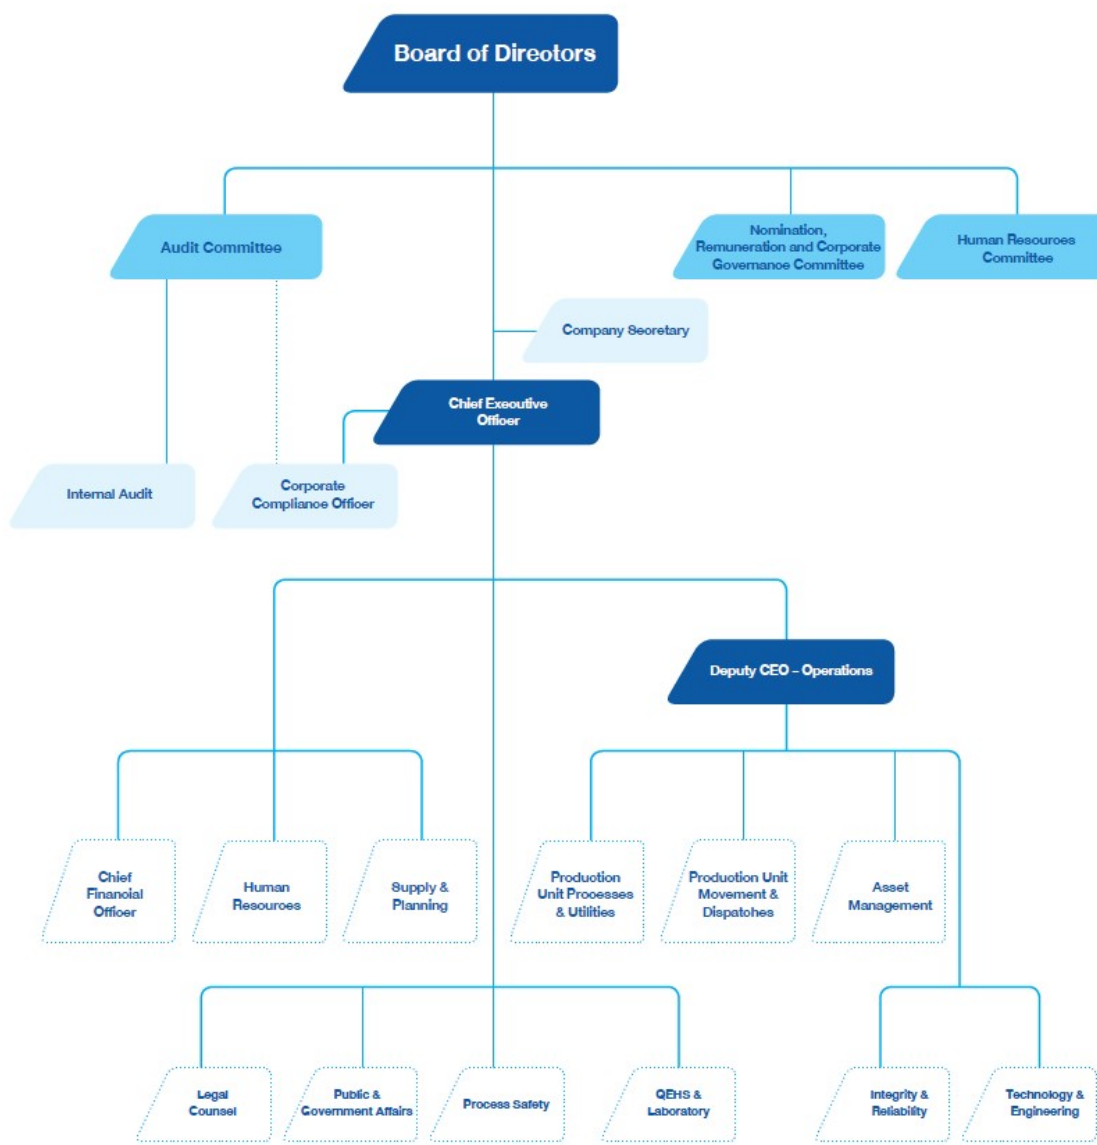 Board of Directors
Audit Committee
Nomination,
Remuneration and Corporate
Governance Committee
Human Resources
Committee
Company Secretary
Chief Executive
Officer
Internal Audit
Corporate
Compliance Officer
Deputy CEO – Operations
Chief
Financial
Officer
Human
Resources
Supply &
Planning
Production
Unit Processes
& Utilities
Production Unit
Movement &
Dispatches
Asset
Management
Legal
Counsel
Public &
Government Affairs
Process Safety
QEHS &
Laboratory
Integrity &
Reliability
Technology &
Engineering